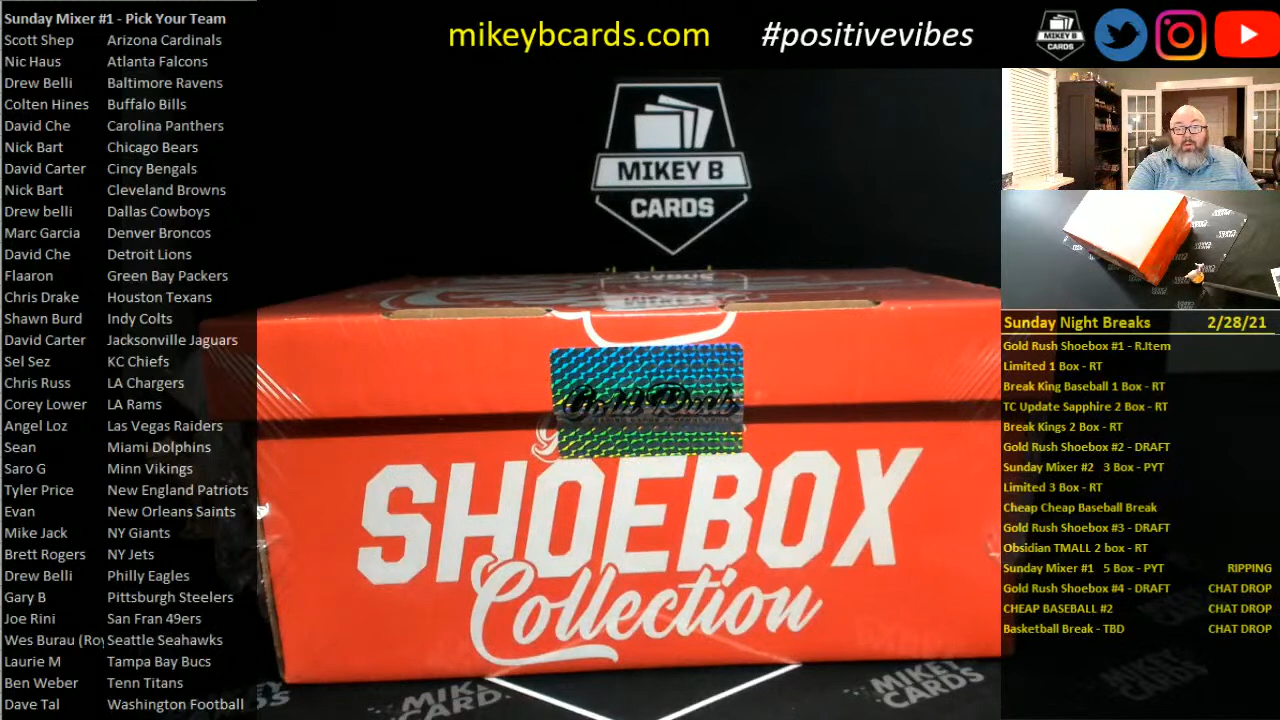 Sunday Mixer #1 - Pick Your Team
Scott Shep Arizona Cardinals
Nic Haus Atlanta Falcons
Drew Belli Baltimore Ravens
Colten Hines Buffalo Bills
David Che Carolina Panthers
Nick Bart Chicago Bears
David Carter Cincy Bengals
Nick Bart Cleveland Browns
Drew belli Dallas Cowboys
Marc Garcia Denver Broncos
David Che Detroit Lions
Flaaron Green Bay Packers
Chris Drake Houston Texans
Shawn Burd Indy Colts
David Carter Jacksonville Jaguars
Sel Sez KC Chiefs
Chris Russ LA Chargers
Corey Lower LA Rams
Angel Loz Las Vegas Raiders
Sean Miami Dolphins
Saro G Minn Vikings
Tyler Price New England Patriots
Evan New Orleans Saints
Mike Jack NY Giants
Brett Rogers NY Jets
Drew Belli Philly Eagles
Gary B Pittsburgh Steelers
Joe Rini San Fran 49ers
Wes Burau (Roy Seattle Seahawks
Laurie M Tampa Bay Bucs
Ben Weber Tenn Titans
Dave Tal Washington Football
mikeybcards.com #positivevibes
MIKEY B
CARDS
MIKEY B
CARDS
Gold Rush
SHOEBOX
Collection
MIKEY
CARDS
MIKEY
CARDS
Sunday Night Breaks 2/28/21
Gold Rush Shoebox #1 - R.Item
Limited 1 Box - RT
Break King Baseball 1 Box - RT
TC Update Sapphire 2 Box - RT
Break Kings 2 Box - RT
Gold Rush Shoebox #2 - DRAFT
Sunday Mixer #2 3 Box - PYT
Limited 3 Box - RT
Cheap Cheap Baseball Break
Gold Rush Shoebox #3 - DRAFT
Obsidian TMALL 2 box - RT
Sunday Mixer #1 5 Box - PYT RIPPING
Gold Rush Shoebox #4 - DRAFT CHAT DROP
CHEAP BASEBALL #2 CHAT DROP
Basketball Break - TBD CHAT DROP